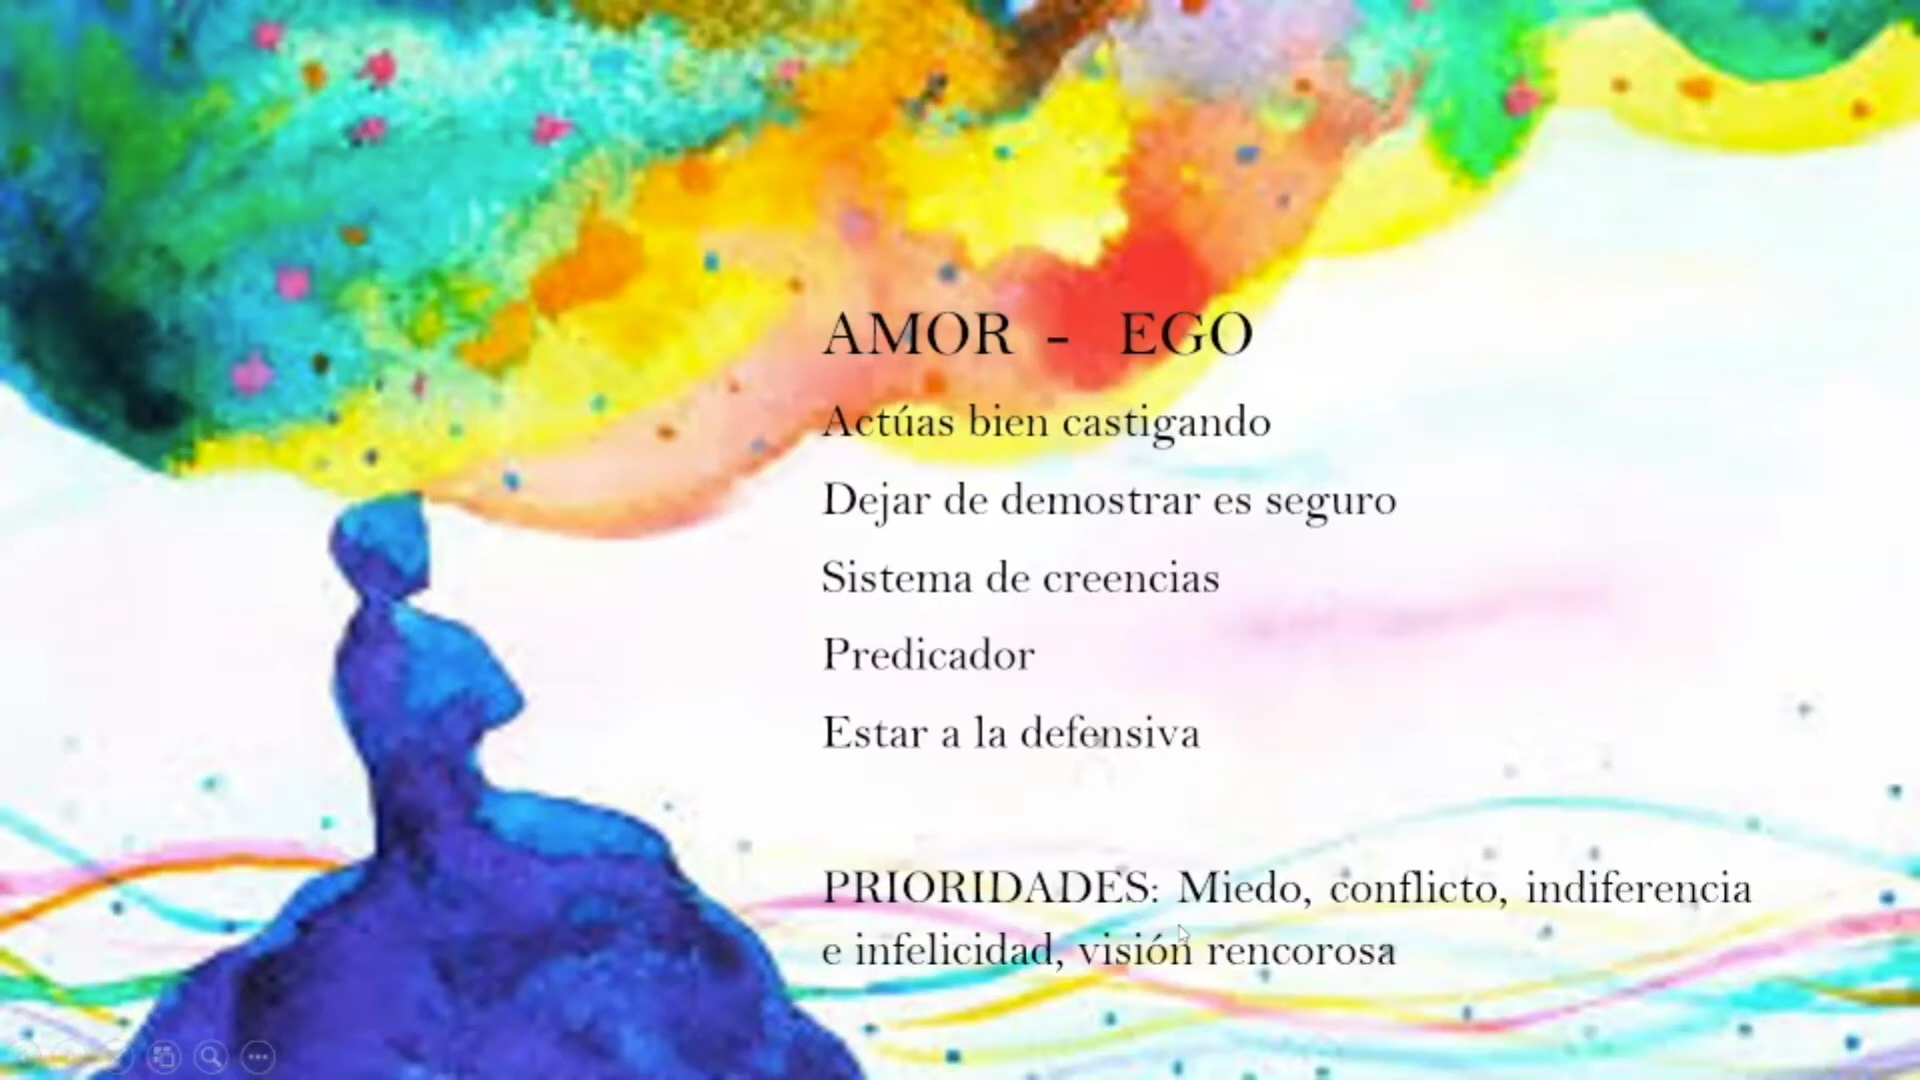 AMOR - EGO
Actúas bien castigando
Dejar de demostrar es seguro
Sistema de creencias
Predicador
Estar a la defensiva
PRIORIDADES: Miedo, conflicto, indiferencia
e infelicidad, visión rencorosa